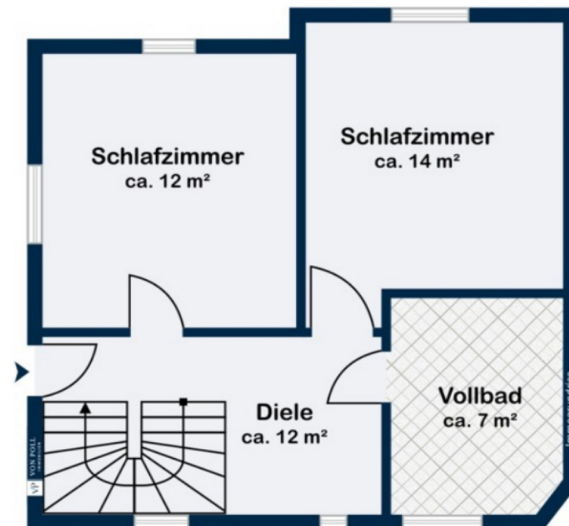 Schlafzimmer
ca. 12 m²
Schlafzimmer
ca. 14 m²
Diele
ca. 12 m²
Vollbad
ca. 7 m²
VON POLL
IMMOBILIEN
VP